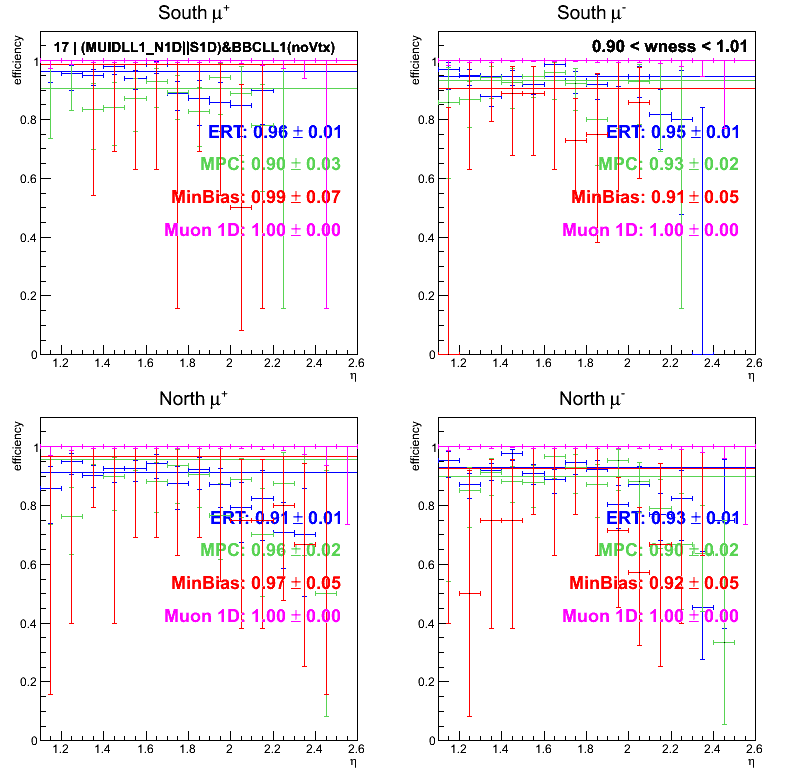 South μ+
efficiency
17 | (MUIDLL1_N1D||S1D)&BBCLL1(noVtx)
1
0.8
0.6
0.4
0.2
0
ERT: 0.96 ± 0.01
MPC: 0.90 ± 0.03
MinBias: 0.99 ± 0.07
Muon 1D: 1.00 ± 0.00
1.2 1.4 1.6 1.8 2 2.2 2.4 2.6
η
South μ-
efficiency
0.90 < wness < 1.01
1
0.8
0.6
0.4
0.2
0
ERT: 0.95 ± 0.01
MPC: 0.93 ± 0.02
MinBias: 0.91 ± 0.05
Muon 1D: 1.00 ± 0.00
1.2 1.4 1.6 1.8 2 2.2 2.4 2.6
η
North μ+
efficiency
1
0.8
0.6
0.4
0.2
0
ERT: 0.91 ± 0.01
MPC: 0.96 ± 0.02
MinBias: 0.97 ± 0.05
Muon 1D: 1.00 ± 0.00
1.2 1.4 1.6 1.8 2 2.2 2.4 2.6
η
North μ-
efficiency
1
0.8
0.6
0.4
0.2
0
ERT: 0.93 ± 0.01
MPC: 0.90 ± 0.02
MinBias: 0.92 ± 0.05
Muon 1D: 1.00 ± 0.00
1.2 1.4 1.6 1.8 2 2.2 2.4 2.6
η